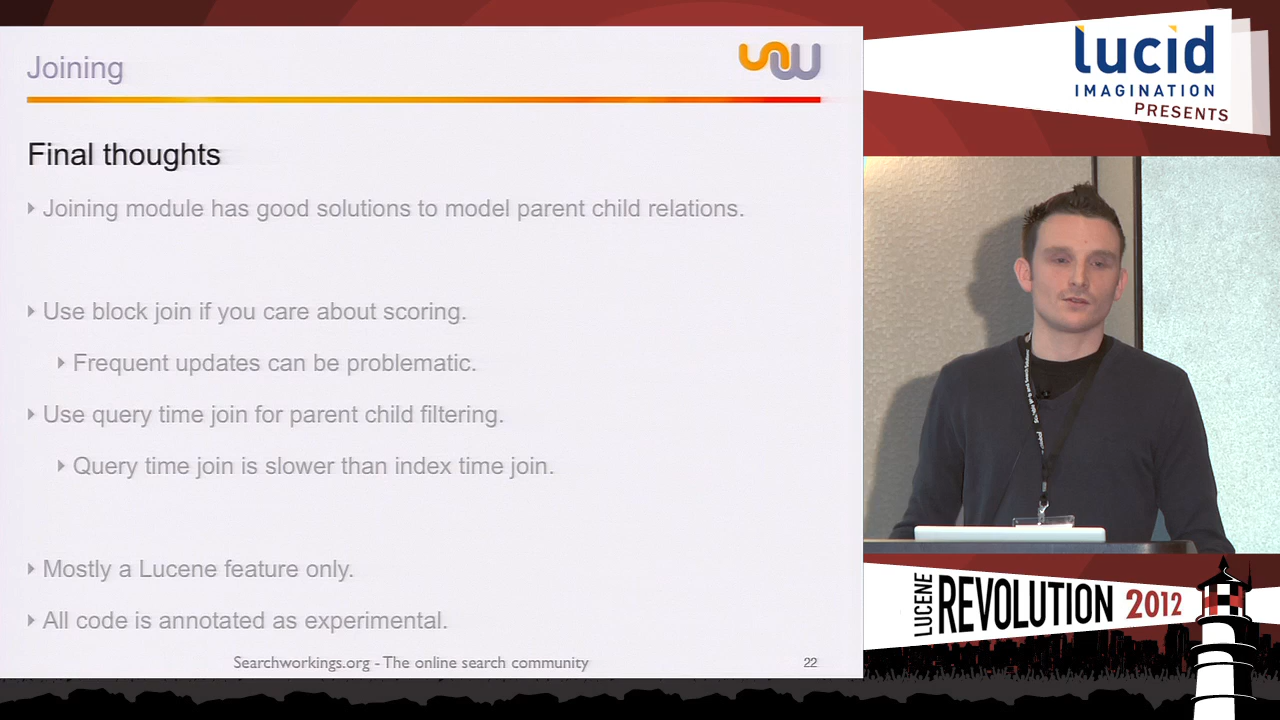 Joining
Final thoughts
Joining module has good solutions to model parent child relations.
Use block join if you care about scoring.
Frequent updates can be problematic.
Use query time join for parent child filtering.
Query time join is slower than index time join.
Mostly a Lucene feature only.
All code is annotated as experimental.
Searchworkings.org - The online search community
22
lucid
IMAGINATION
PRESENTS
LUCENE
REVOLUTION 2012